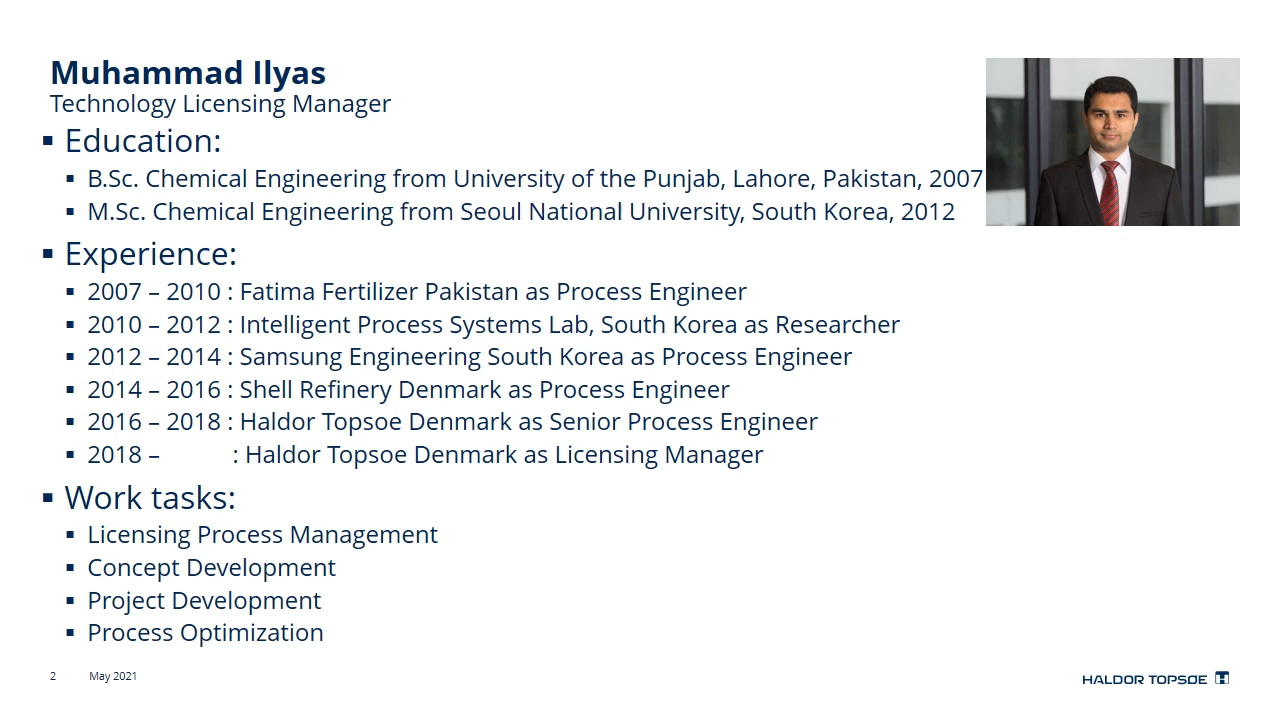 Muhammad Ilyas
Technology Licensing Manager
▪ Education:
▪ B.Sc. Chemical Engineering from University of the Punjab, Lahore, Pakistan, 2007
▪ M.Sc. Chemical Engineering from Seoul National University, South Korea, 2012
▪ Experience:
▪ 2007 – 2010 : Fatima Fertilizer Pakistan as Process Engineer
▪ 2010 – 2012 : Intelligent Process Systems Lab, South Korea as Researcher
▪ 2012 – 2014 : Samsung Engineering South Korea as Process Engineer
▪ 2014 – 2016 : Shell Refinery Denmark as Process Engineer
▪ 2016 – 2018 : Haldor Topsoe Denmark as Senior Process Engineer
▪ 2018 – : Haldor Topsoe Denmark as Licensing Manager
▪ Work tasks:
▪ Licensing Process Management
▪ Concept Development
▪ Project Development
▪ Process Optimization
2 May 2021
HALDOR TOPSØE